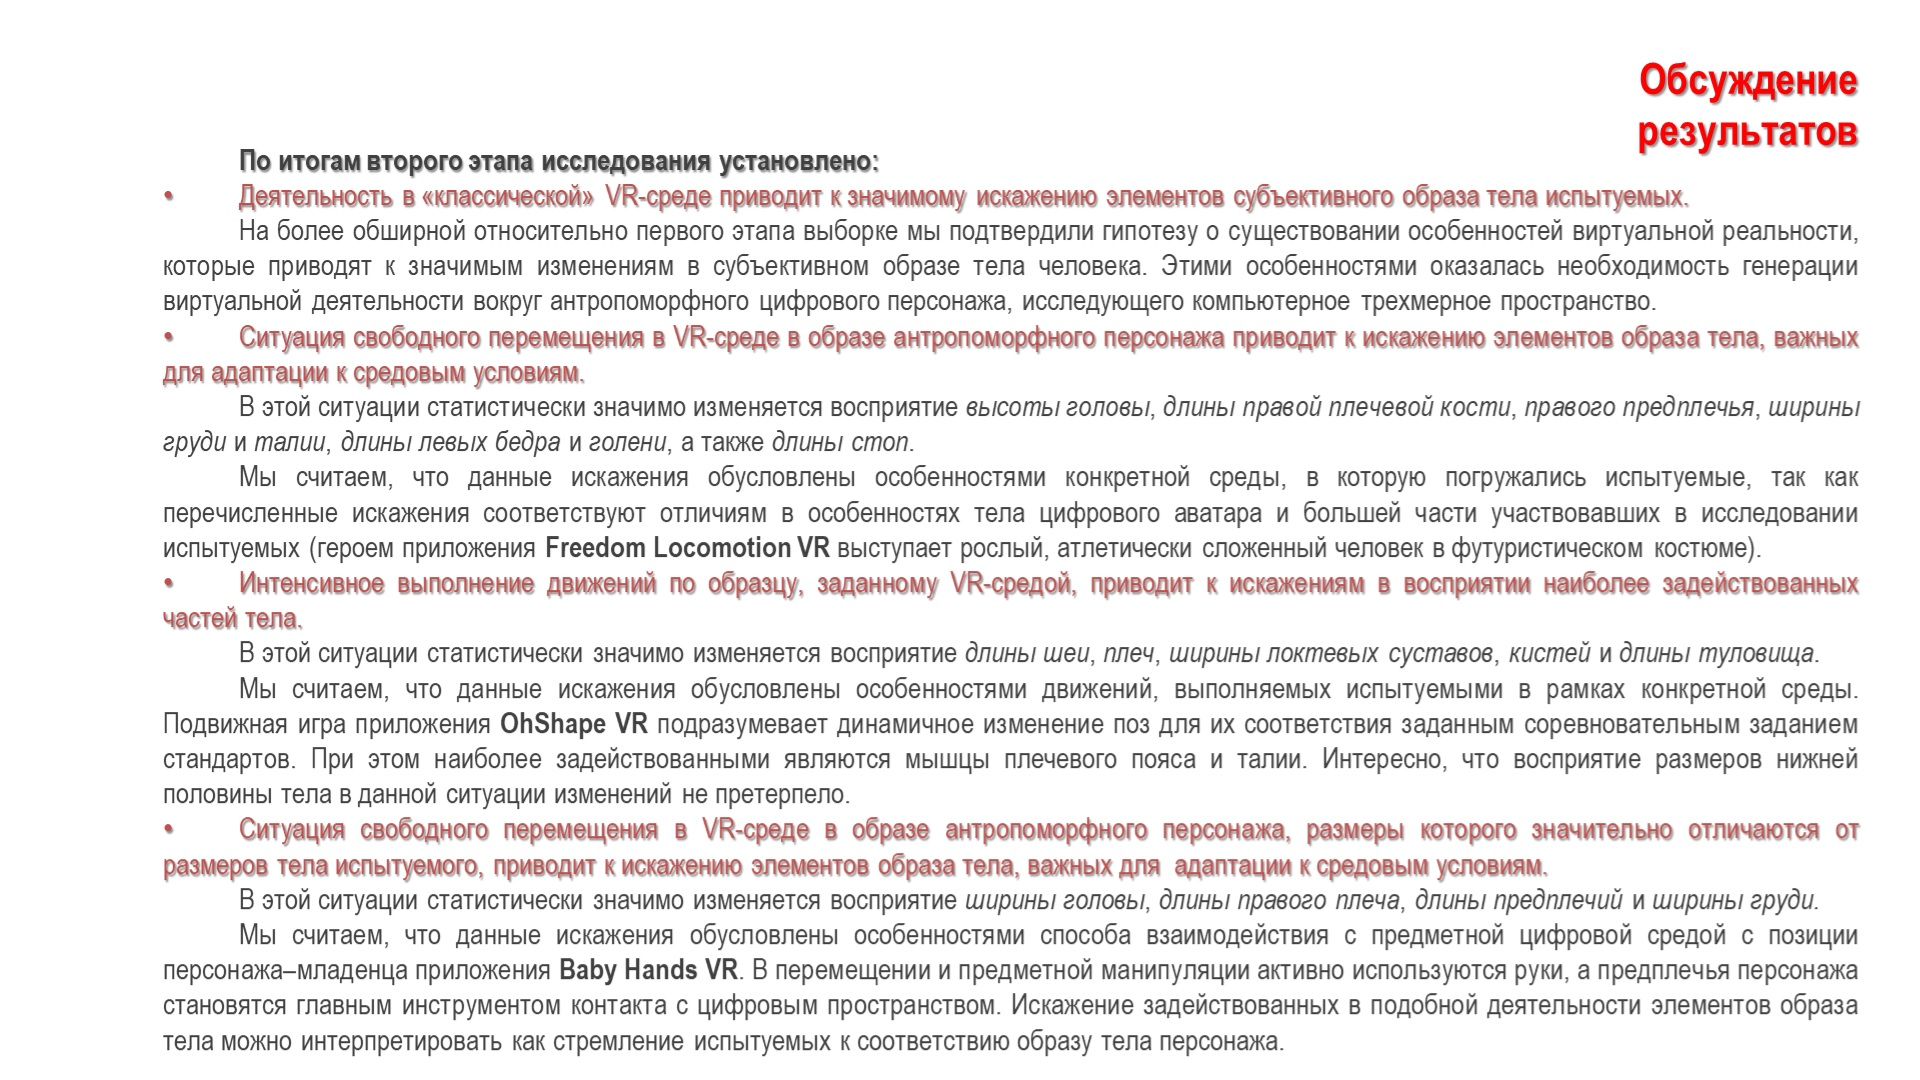 Обсуждение
результатов
По итогам второго этапа исследования установлено:
• Деятельность в «классической» VR-среде приводит к значимому искажению элементов субъективного образа тела испытуемых.
На более обширной относительно первого этапа выборке мы подтвердили гипотезу о существовании особенностей виртуальной реальности,
которые приводят к значимым изменениям в субъективном образе тела человека. Этими особенностями оказалась необходимость генерации
виртуальной деятельности вокруг антропоморфного цифрового персонажа, исследующего компьютерное трехмерное пространство.
• Ситуация свободного перемещения в VR-среде в образе антропоморфного персонажа приводит к искажению элементов образа тела, важных
для адаптации к средовым условиям.
В этой ситуации статистически значимо изменяется восприятие высоты головы, длины правой плечевой кости, правого предплечья, ширины
груди и талии, длины левых бедра и голени, а также длины стоп.
Мы считаем, что данные искажения обусловлены особенностями конкретной среды, в которую погружались испытуемые, так как
перечисленные искажения соответствуют отличиям в особенностях тела цифрового аватара и большей части участвовавших в исследовании
испытуемых (героем приложения Freedom Locomotion VR выступает рослый, атлетически сложенный человек в футуристическом костюме).
• Интенсивное выполнение движений по образцу, заданному VR-средой, приводит к искажениям в восприятии наиболее задействованных
частей тела.
В этой ситуации статистически значимо изменяется восприятие длины шеи, плеч, ширины локтевых суставов, кистей и длины туловища.
Мы считаем, что данные искажения обусловлены особенностями движений, выполняемых испытуемыми в рамках конкретной среды.
Подвижная игра приложения OhShape VR подразумевает динамичное изменение поз для их соответствия заданным соревновательным заданием
стандартов. При этом наиболее задействованными являются мышцы плечевого пояса и талии. Интересно, что восприятие размеров нижней
половины тела в данной ситуации изменений не претерпело.
• Ситуация свободного перемещения в VR-среде в образе антропоморфного персонажа, размеры которого значительно отличаются от
размеров тела испытуемого, приводит к искажению элементов образа тела, важных для адаптации к средовым условиям.
В этой ситуации статистически значимо изменяется восприятие ширины головы, длины правого плеча, длины предплечий и ширины груди.
Мы считаем, что данные искажения обусловлены особенностями способа взаимодействия с предметной цифровой средой с позиции
персонажа–младенца приложения Baby Hands VR. В перемещении и предметной манипуляции активно используются руки, а предплечья персонажа
становятся главным инструментом контакта с цифровым пространством. Искажение задействованных в подобной деятельности элементов образа
тела можно интерпретировать как стремление испытуемых к соответствию образу тела персонажа.